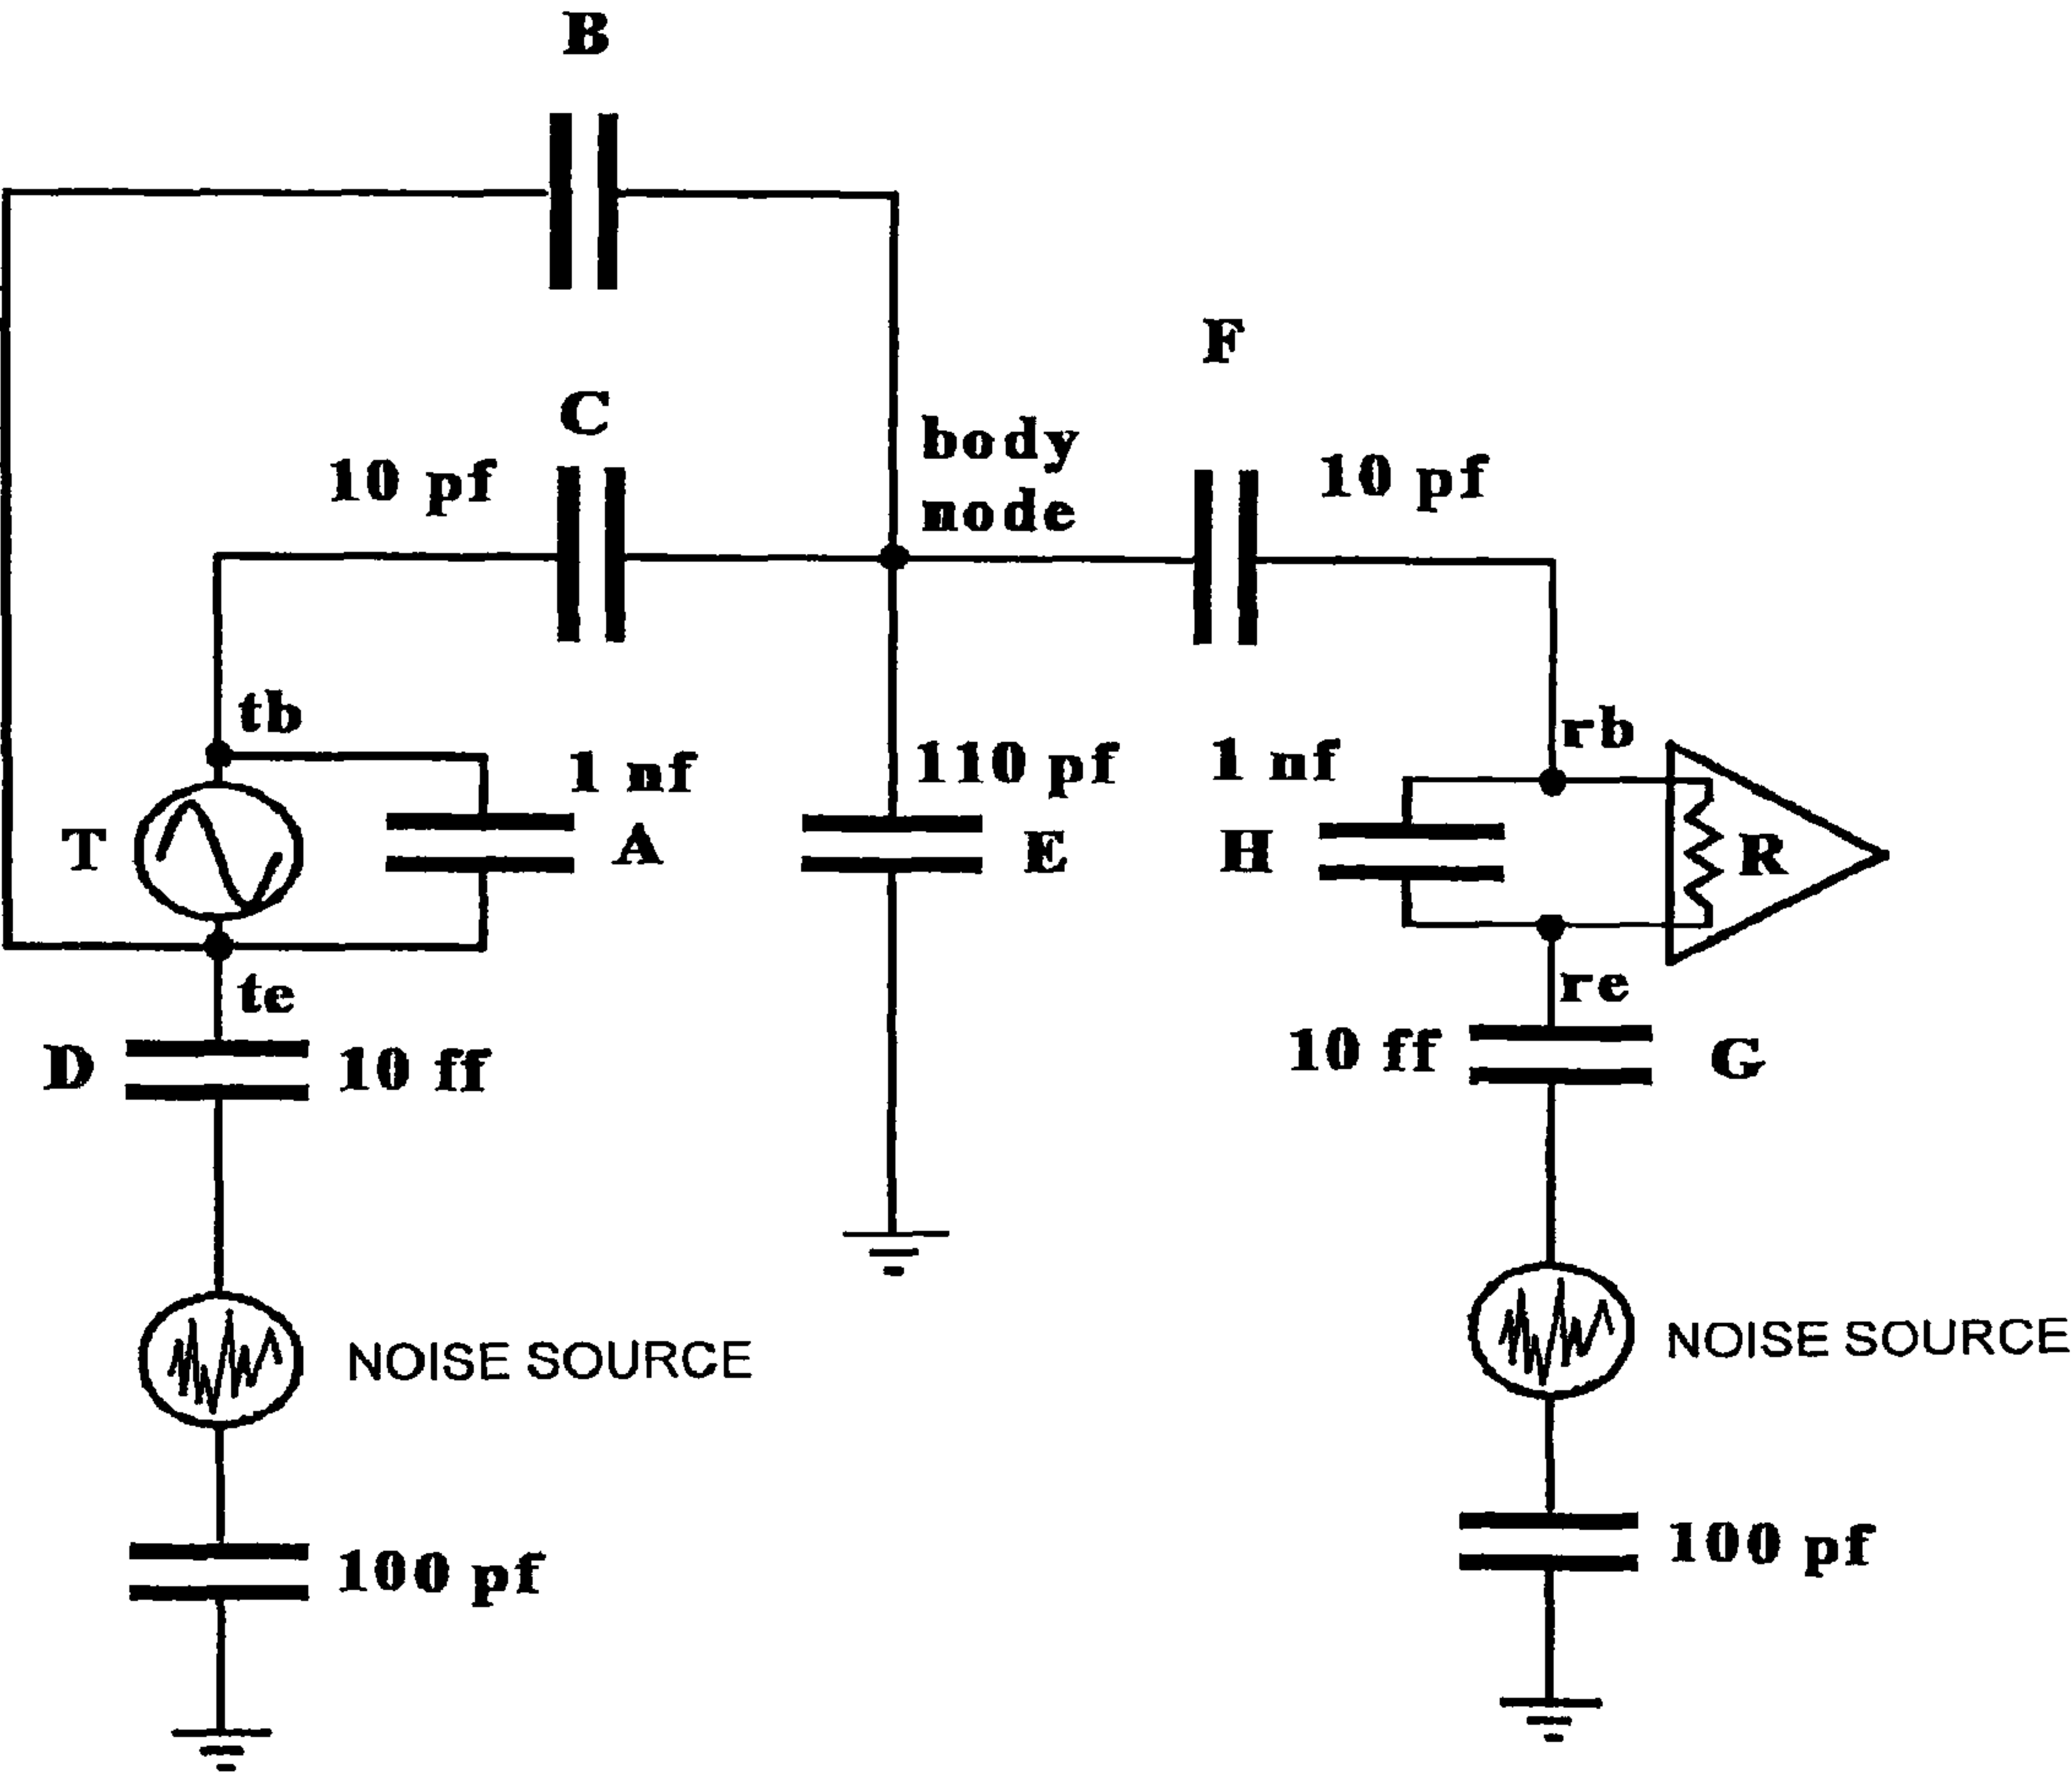 B
F
C
10 pf
body
node
10 pf
tb
1 nf
T
A
110 pf
E
1 nf
H
rb
R
te
D
10 ff
re
10 ff
G
NOISE SOURCE
NOISE SOURCE
100 pf
100 pf